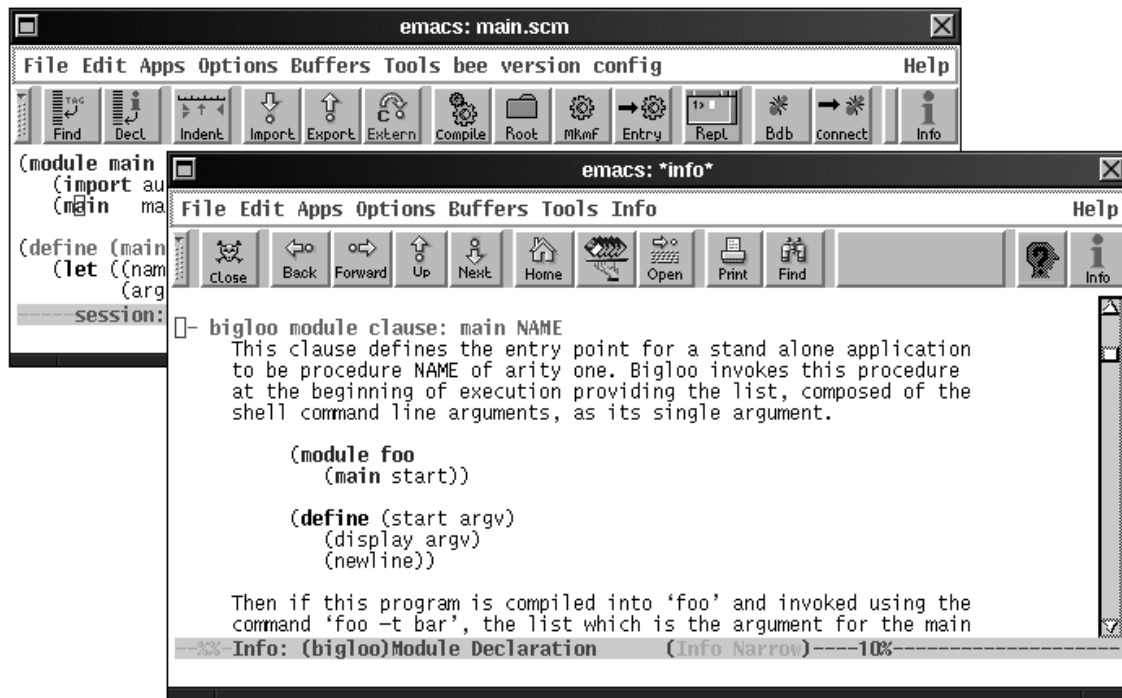 emacs: main.scm
File Edit Apps Options Buffers Tools bee version config Help
TAG
Find Decl Indent Import Export Extern Compile Root MKmF Entry Repl Bdb Connect Info
(module main
(import au
(main ma
(define (main
(let ((nam
(arg
-----session:
emacs: *info*
File Edit Apps Options Buffers Tools Info Help
Close Back Forward Up Next Home Open Print Find Info
- bigloo module clause: main NAME
This clause defines the entry point for a stand alone application
to be procedure NAME of arity one. Bigloo invokes this procedure
at the beginning of execution providing the list, composed of the
shell command line arguments, as its single argument.
(module foo
(main start))
(define (start argv)
(display argv)
(newline))
Then if this program is compiled into ‘foo’ and invoked using the
command ‘foo -t bar’, the list which is the argument for the main
--%%-Info: (bigloo)Module Declaration (Info Narrow)----10%---------------------